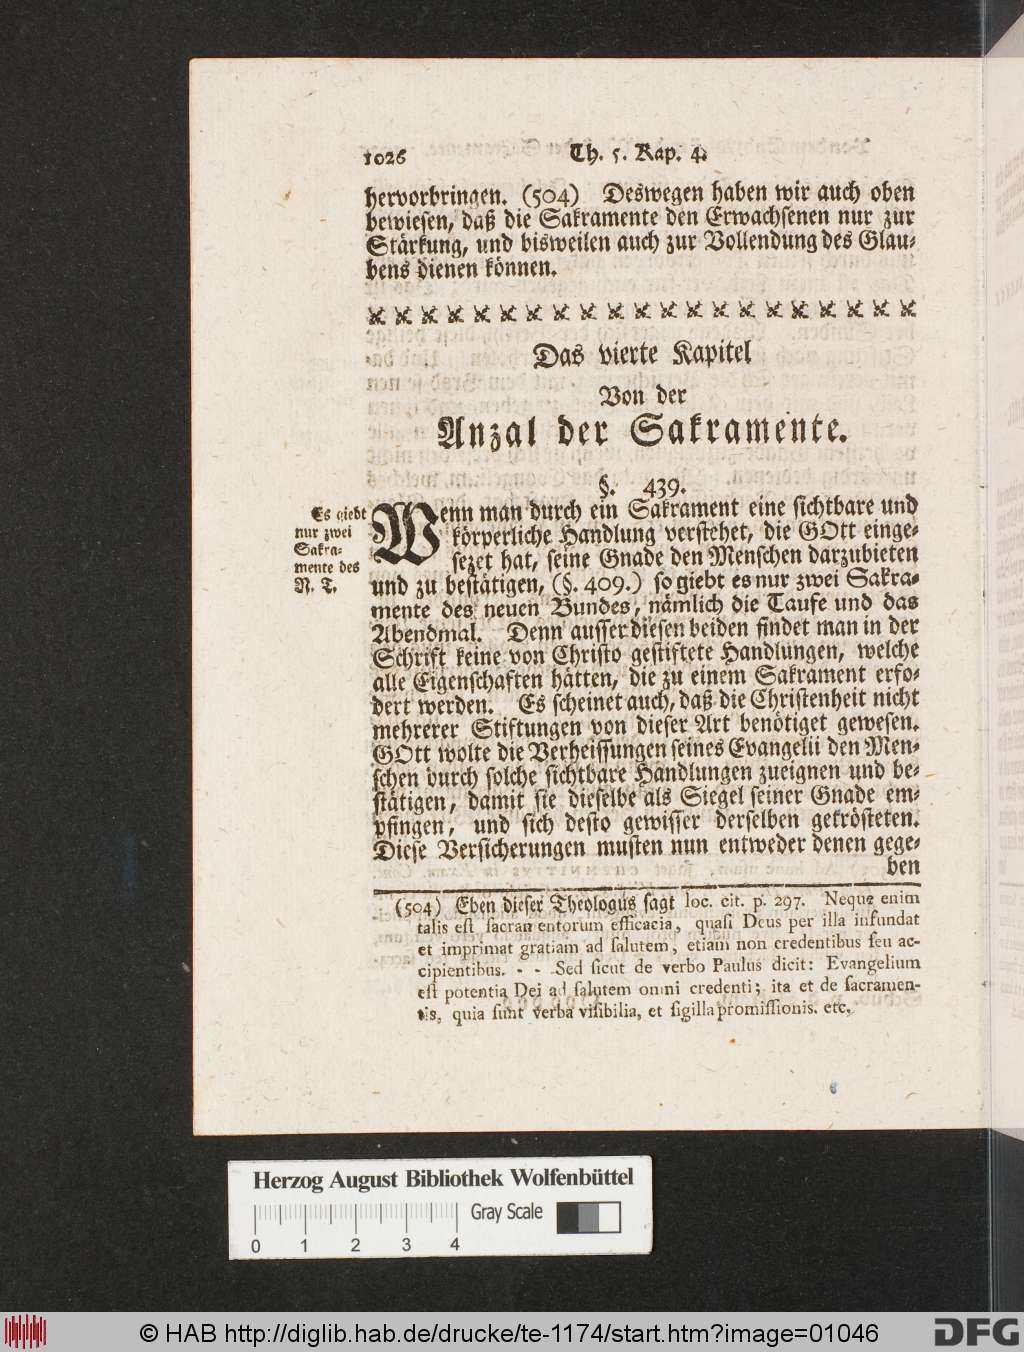 1026 Th. 5. Kap. 4.
hervorbringen. (504) Deswegen haben wir auch oben
bewiesen, daß die Sakramente den Erwachsenen nur zur
Stärkung, und bisweilen auch zur Vollendung des Glau-
bens dienen können.
Das vierte Kapitel
Von der
Anzal der Sakramente.
§. 439.
Es giebt
nur zwei
Sakra-
mente des
N. T.
Wenn man durch ein Sakrament eine sichtbare und
körperliche Handlung verstehet, die GOtt einge-
sezet hat, seine Gnade den Menschen darzubieten
und zu bestätigen, (§. 409.) so giebt es nur zwei Sakra-
mente des neuen Bundes, nämlich die Taufe und das
Abendmal. Denn ausser diesen beiden findet man in der
Schrift keine von Christo gestiftete Handlungen, welche
alle Eigenschaften hätten, die zu einem Sakrament erfo-
dert werden. Es scheinet auch, daß die Christenheit nicht
mehrerer Stiftungen von dieser Art benötiget gewesen.
GOtt wolte die Verheissungen seines Evangelii den Men-
schen durch solche sichtbare Handlungen zueignen und be-
stätigen, damit sie dieselbe als Siegel seiner Gnade em-
pfingen, und sich desto gewisser derselben getrösteten.
Diese Versicherungen musten nun entweder denen gege-
ben
(504) Eben dieser Theologus sagt loc. cit. p. 297. Neque enim
talis est sacramentorum efficacia, quasi Deus per illa infundat
et imprimat gratiam ad salutem, etiam non credentibus seu ac-
cipientibus. - - Sed sicut de verbo Paulus dicit: Evangelium
est potentia Dei ad salutem omni credenti; ita et de sacramen-
tis, quia sunt verba visibilia, et sigilla promissionis. etc.
Herzog August Bibliothek Wolfenbüttel
Gray Scale
0 1 2 3 4
© HAB http://diglib.hab.de/drucke/te-1174/start.htm?image=01046
DFG